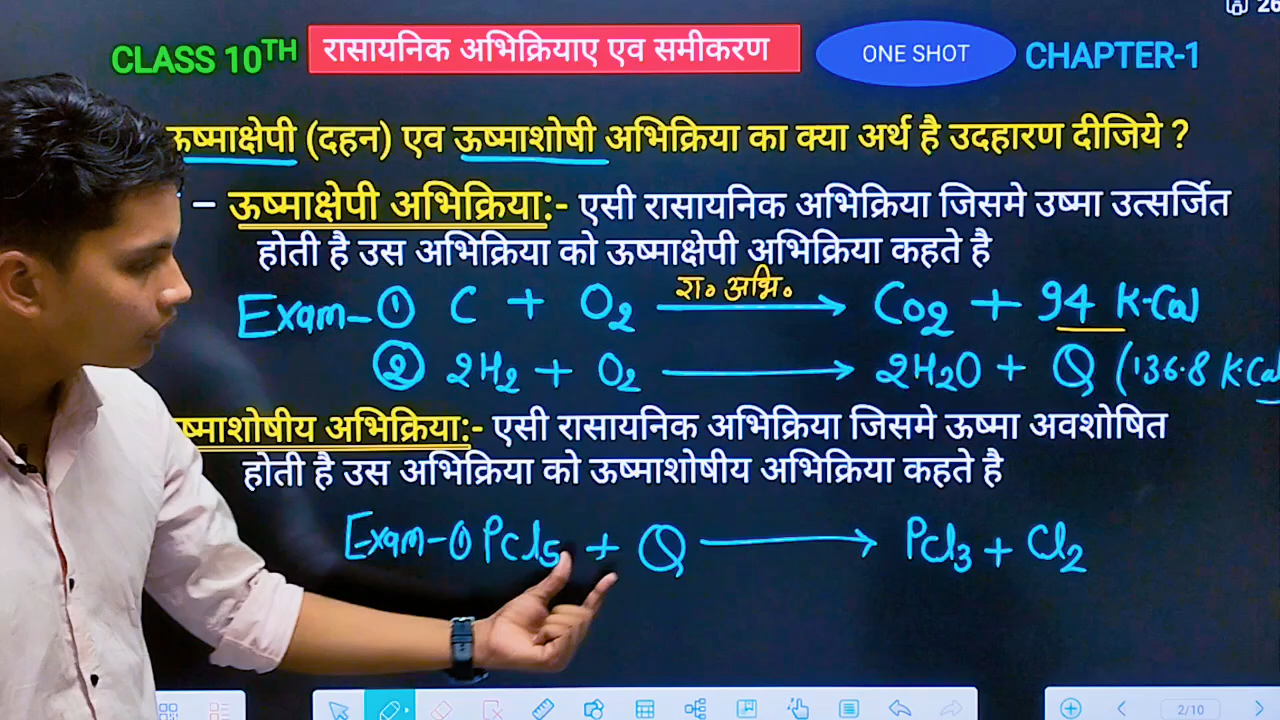 26
CLASS 10TH रासायनिक अभिक्रियाए एव समीकरण ONE SHOT CHAPTER-1
ऊष्माक्षेपी (दहन) एव ऊष्माशोषी अभिक्रिया का क्या अर्थ है उदहारण दीजिये ?
– ऊष्माक्षेपी अभिक्रिया:- एसी रासायनिक अभिक्रिया जिसमे उष्मा उत्सर्जित
होती है उस अभिक्रिया को ऊष्माक्षेपी अभिक्रिया कहते है
रा॰ अभि॰
Exam- ① C + O2 → CO2 + 94 K.Cal
② 2H2 + O2 → 2H2O + Q (136.8 K.Cal
ष्माशोषीय अभिक्रिया:- एसी रासायनिक अभिक्रिया जिसमे ऊष्मा अवशोषित
होती है उस अभिक्रिया को ऊष्माशोषीय अभिक्रिया कहते है
Exam-① PCl5 + Q → PCl3 + Cl2
2/10